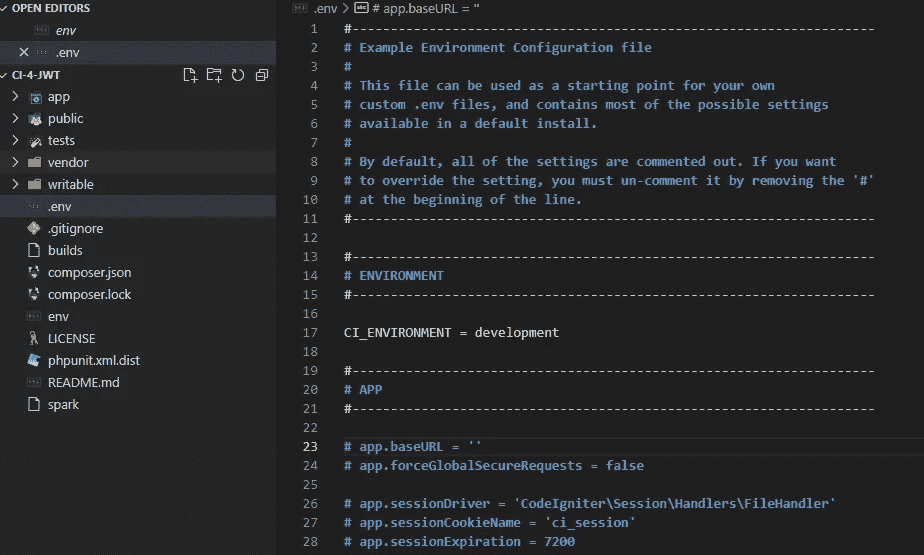 OPEN EDITORS
env
.env
CI-4-JWT
app
public
tests
vendor
writable
.env
.gitignore
builds
composer.json
composer.lock
env
LICENSE
phpunit.xml.dist
README.md
spark
.env > # app.baseURL = ''
1 #--------------------------------------------------------------------
2 # Example Environment Configuration file
3 #
4 # This file can be used as a starting point for your own
5 # custom .env files, and contains most of the possible settings
6 # available in a default install.
7 #
8 # By default, all of the settings are commented out. If you want
9 # to override the setting, you must un-comment it by removing the '#'
10 # at the beginning of the line.
11 #--------------------------------------------------------------------
12
13 #--------------------------------------------------------------------
14 # ENVIRONMENT
15 #--------------------------------------------------------------------
16
17 CI_ENVIRONMENT = development
18
19 #--------------------------------------------------------------------
20 # APP
21 #--------------------------------------------------------------------
22
23 # app.baseURL = ''
24 # app.forceGlobalSecureRequests = false
25
26 # app.sessionDriver = 'CodeIgniter\Session\Handlers\FileHandler'
27 # app.sessionCookieName = 'ci_session'
28 # app.sessionExpiration = 7200